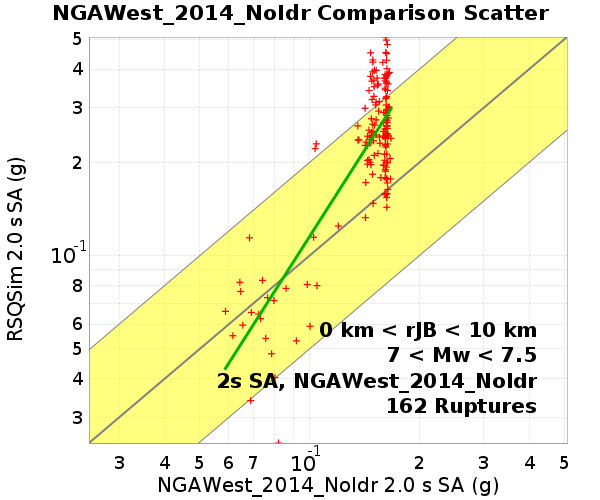 NGAWest_2014_NoIdr Comparison Scatter
RSQSim 2.0 s SA (g)
5
4
3
2
10-1
8
6
5
4
3
0 km < rJB < 10 km
7 < Mw < 7.5
2s SA, NGAWest_2014_NoIdr
162 Ruptures
3 4 5 6 7 10-1 2 3 4 5
NGAWest_2014_NoIdr 2.0 s SA (g)